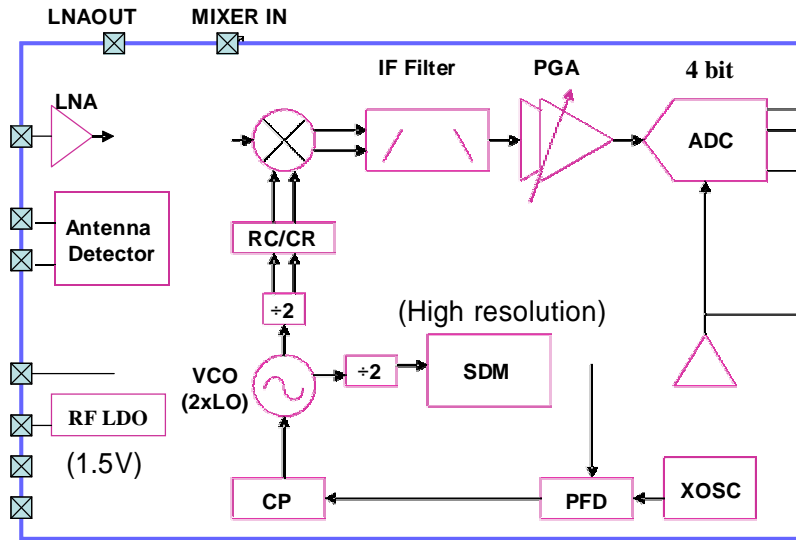 LNAOUT
MIXER IN
IF Filter
PGA
4 bit
LNA
ADC
Antenna
Detector
RC/CR
÷2
(High resolution)
VCO
(2xLO)
÷2
SDM
RF LDO
(1.5V)
CP
PFD
XOSC